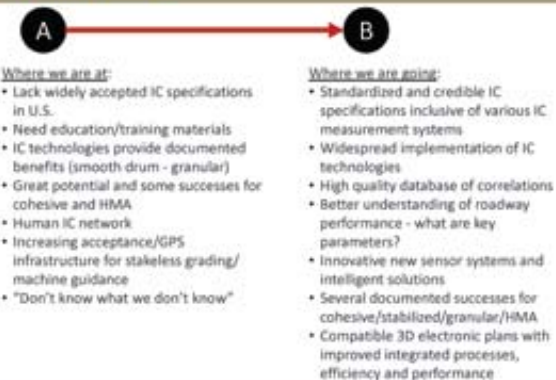 A
B
Where we are at:
• Lack widely accepted IC specifications
in U.S.
• Need education/training materials
• IC technologies provide documented
benefits (smooth drum - granular)
• Great potential and some successes for
cohesive and HMA
• Human IC network
• Increasing acceptance/GPS
infrastructure for stakeless grading/
machine guidance
• "Don't know what we don't know"
Where we are going:
• Standardized and credible IC
specifications inclusive of various IC
measurement systems
• Widespread implementation of IC
technologies
• High quality database of correlations
• Better understanding of roadway
performance - what are key
parameters?
• Innovative new sensor systems and
intelligent solutions
• Several documented successes for
cohesive/stabilized/granular/HMA
• Compatible 3D electronic plans with
improved integrated processes,
efficiency and performance